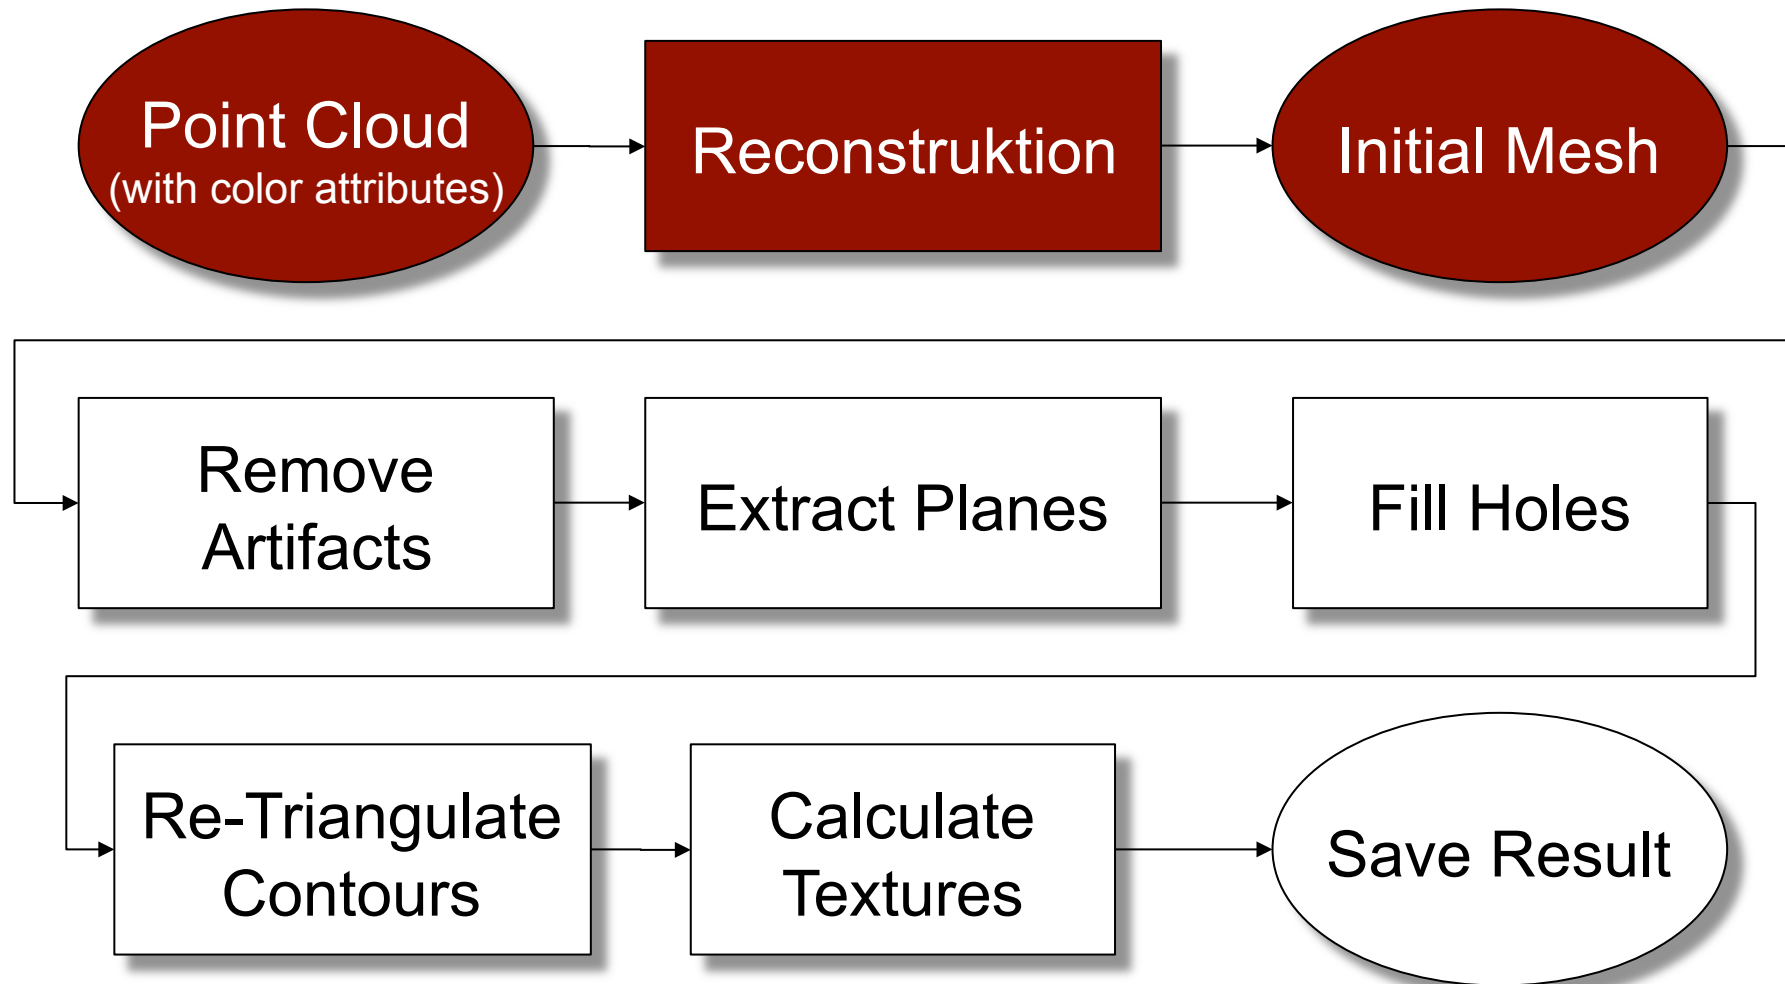 Point Cloud
(with color attributes)
Reconstruktion
Initial Mesh
Remove
Artifacts
Extract Planes
Fill Holes
Re-Triangulate
Contours
Calculate
Textures
Save Result